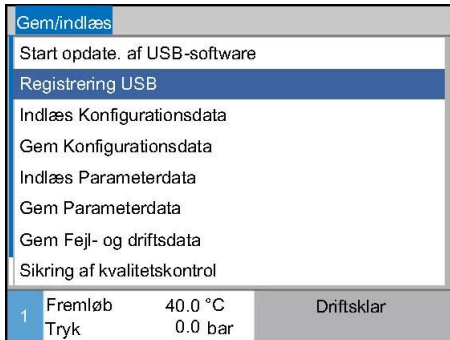 Gem/indlæs
Start opdate. af USB-software
Registrering USB
Indlæs Konfigurationsdata
Gem Konfigurationsdata
Indlæs Parameterdata
Gem Parameterdata
Gem Fejl- og driftsdata
Sikring af kvalitetskontrol
1 Fremløb 40.0 °C Driftsklar
Tryk 0.0 bar